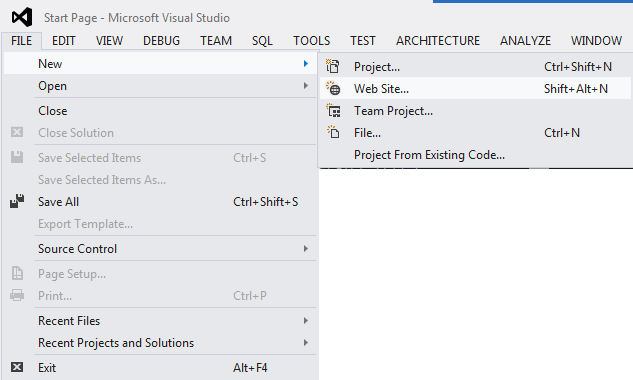 Start Page - Microsoft Visual Studio
FILE EDIT VIEW DEBUG TEAM SQL TOOLS TEST ARCHITECTURE ANALYZE WINDOW
New
Open
Close
Close Solution
Save Selected Items Ctrl+S
Save Selected Items As...
Save All Ctrl+Shift+S
Export Template...
Source Control
Page Setup...
Print... Ctrl+P
Recent Files
Recent Projects and Solutions
Exit Alt+F4
Project... Ctrl+Shift+N
Web Site... Shift+Alt+N
Team Project...
File... Ctrl+N
Project From Existing Code...